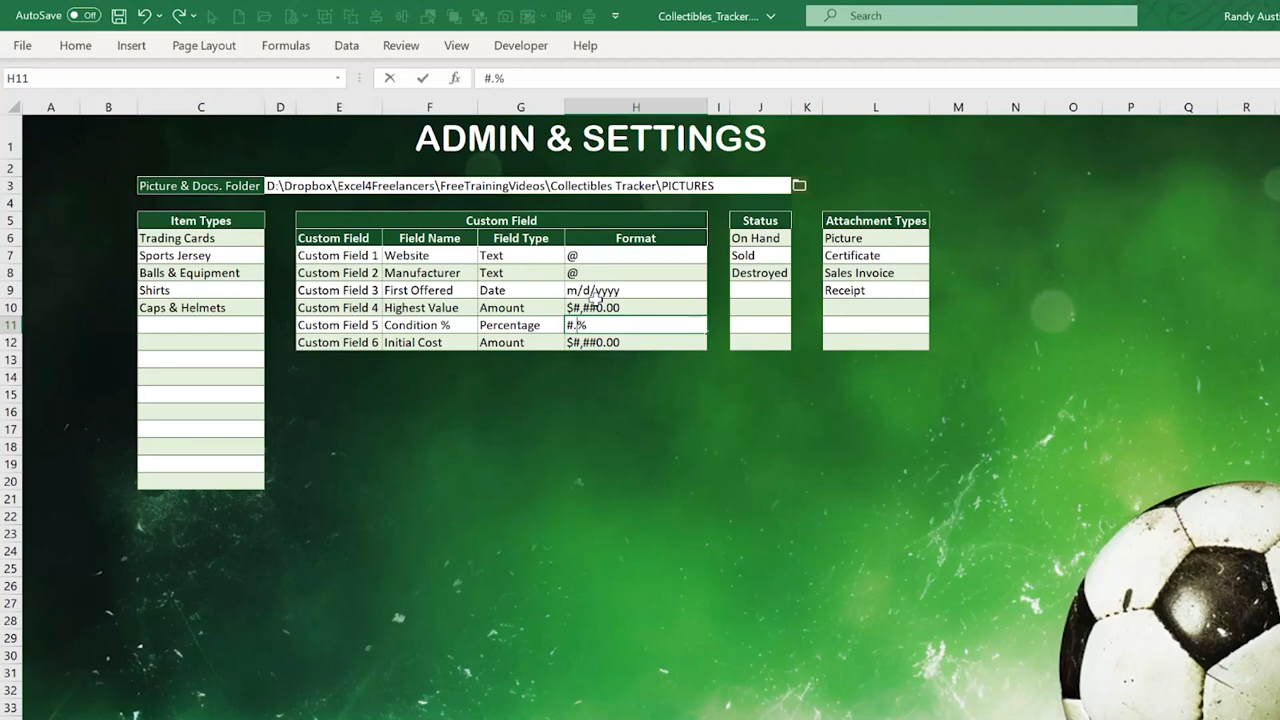 AutoSave Off Collectibles_Tracker.... Search Randy Aust
File Home Insert Page Layout Formulas Data Review View Developer Help
H11 fx #.%
A B C D E F G H I J K L M N O P Q R
1 ADMIN & SETTINGS
2
3 Picture & Docs. Folder D:\Dropbox\Excel4Freelancers\FreeTrainingVideos\Collectibles Tracker\PICTURES
4
5 Item Types Custom Field Status Attachment Types
6 Trading Cards Custom Field Field Name Field Type Format On Hand Picture
7 Sports Jersey Custom Field 1 Website Text @ Sold Certificate
8 Balls & Equipment Custom Field 2 Manufacturer Text @ Destroyed Sales Invoice
9 Shirts Custom Field 3 First Offered Date m/d/yyyy Receipt
10 Caps & Helmets Custom Field 4 Highest Value Amount $#,##0.00
11 Custom Field 5 Condition % Percentage #.%
12 Custom Field 6 Initial Cost Amount $#,##0.00
13
14
15
16
17
18
19
20
21
22
23
24
25
26
27
28
29
30
31
32
33